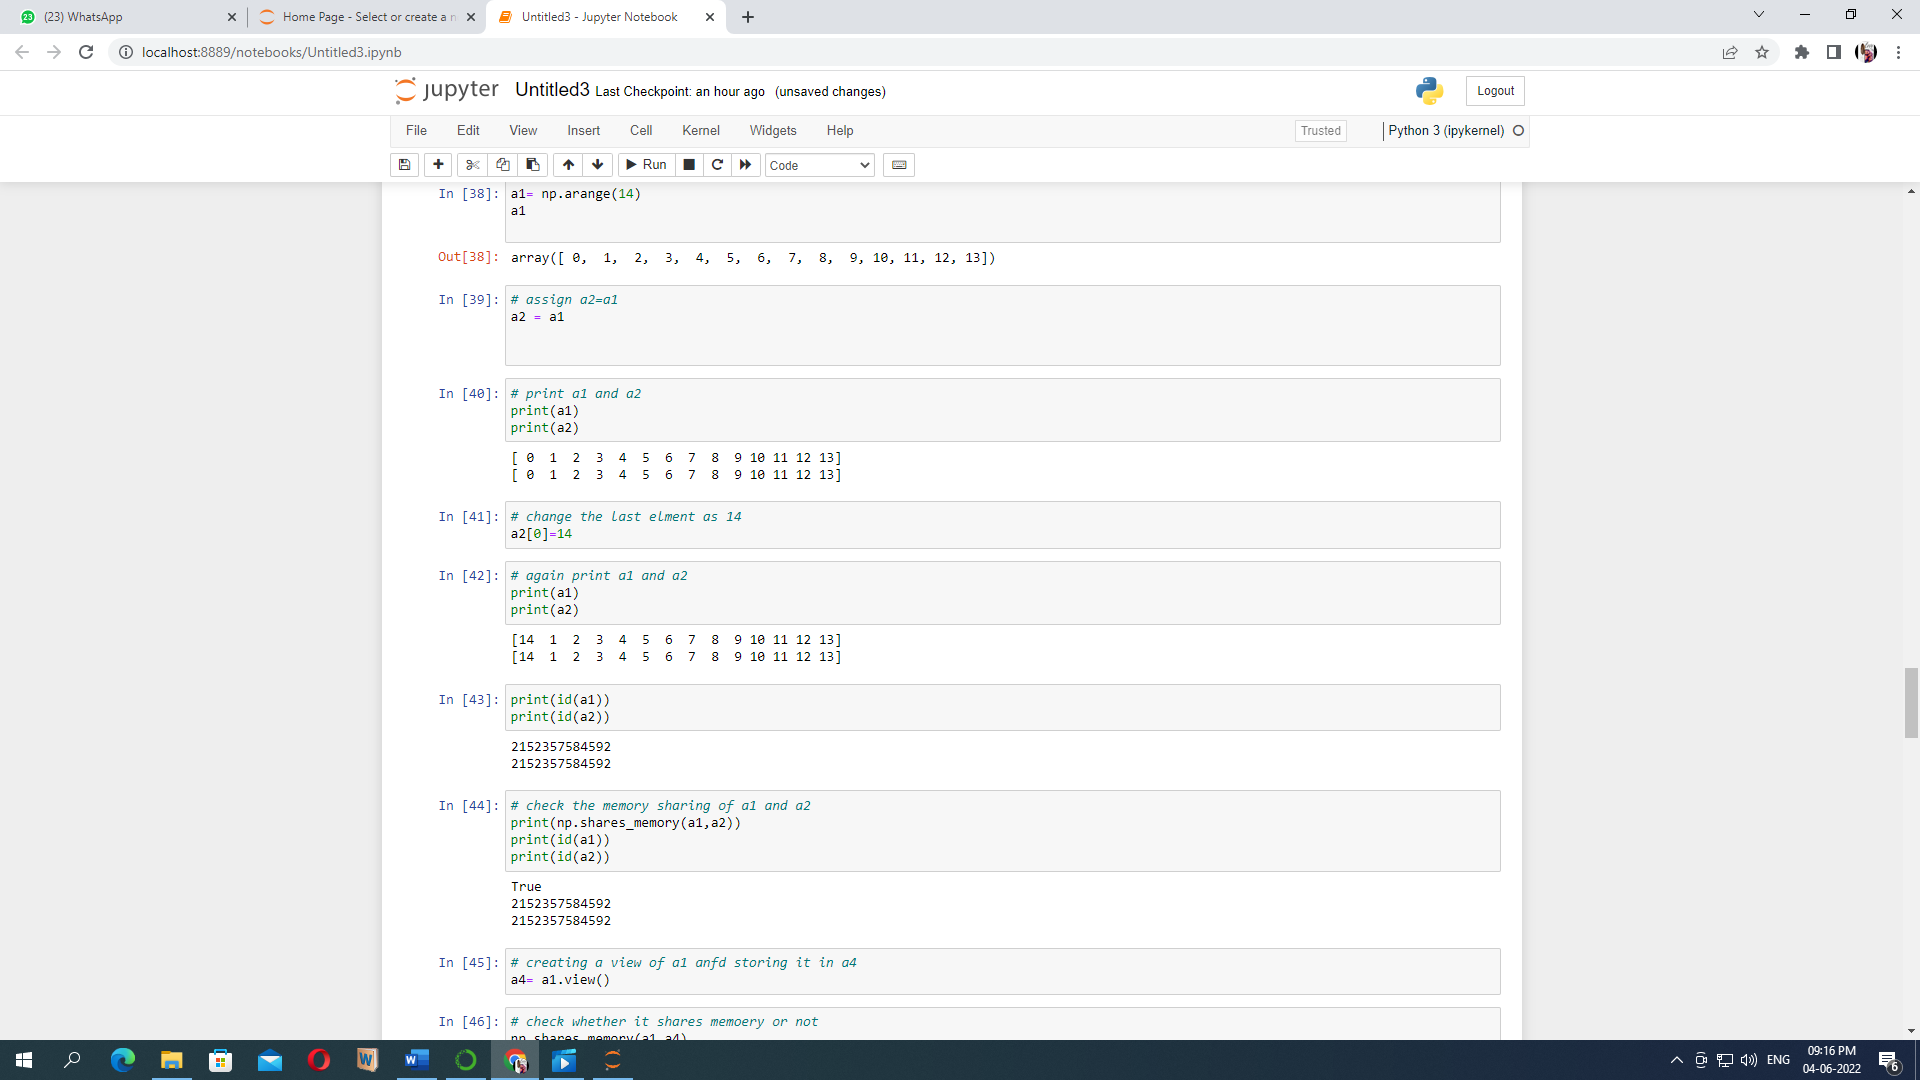 23 (23) WhatsApp
Home Page - Select or create a n
Untitled3 - Jupyter Notebook
localhost:8889/notebooks/Untitled3.ipynb
jupyter Untitled3 Last Checkpoint: an hour ago (unsaved changes)
Logout
File Edit View Insert Cell Kernel Widgets Help
Trusted
Python 3 (ipykernel)
Run
Code
In [38]: a1= np.arange(14)
a1
Out[38]: array([ 0,  1,  2,  3,  4,  5,  6,  7,  8,  9, 10, 11, 12, 13])
In [39]: # assign a2=a1
a2 = a1
In [40]: # print a1 and a2
print(a1)
print(a2)
[ 0  1  2  3  4  5  6  7  8  9 10 11 12 13]
[ 0  1  2  3  4  5  6  7  8  9 10 11 12 13]
In [41]: # change the last elment as 14
a2[0]=14
In [42]: # again print a1 and a2
print(a1)
print(a2)
[14  1  2  3  4  5  6  7  8  9 10 11 12 13]
[14  1  2  3  4  5  6  7  8  9 10 11 12 13]
In [43]: print(id(a1))
print(id(a2))
2152357584592
2152357584592
In [44]: # check the memory sharing of a1 and a2
print(np.shares_memory(a1,a2))
print(id(a1))
print(id(a2))
True
2152357584592
2152357584592
In [45]: # creating a view of a1 anfd storing it in a4
a4= a1.view()
In [46]: # check whether it shares memoery or not
np.shares_memory(a1,a4)
ENG
09:16 PM
04-06-2022
6